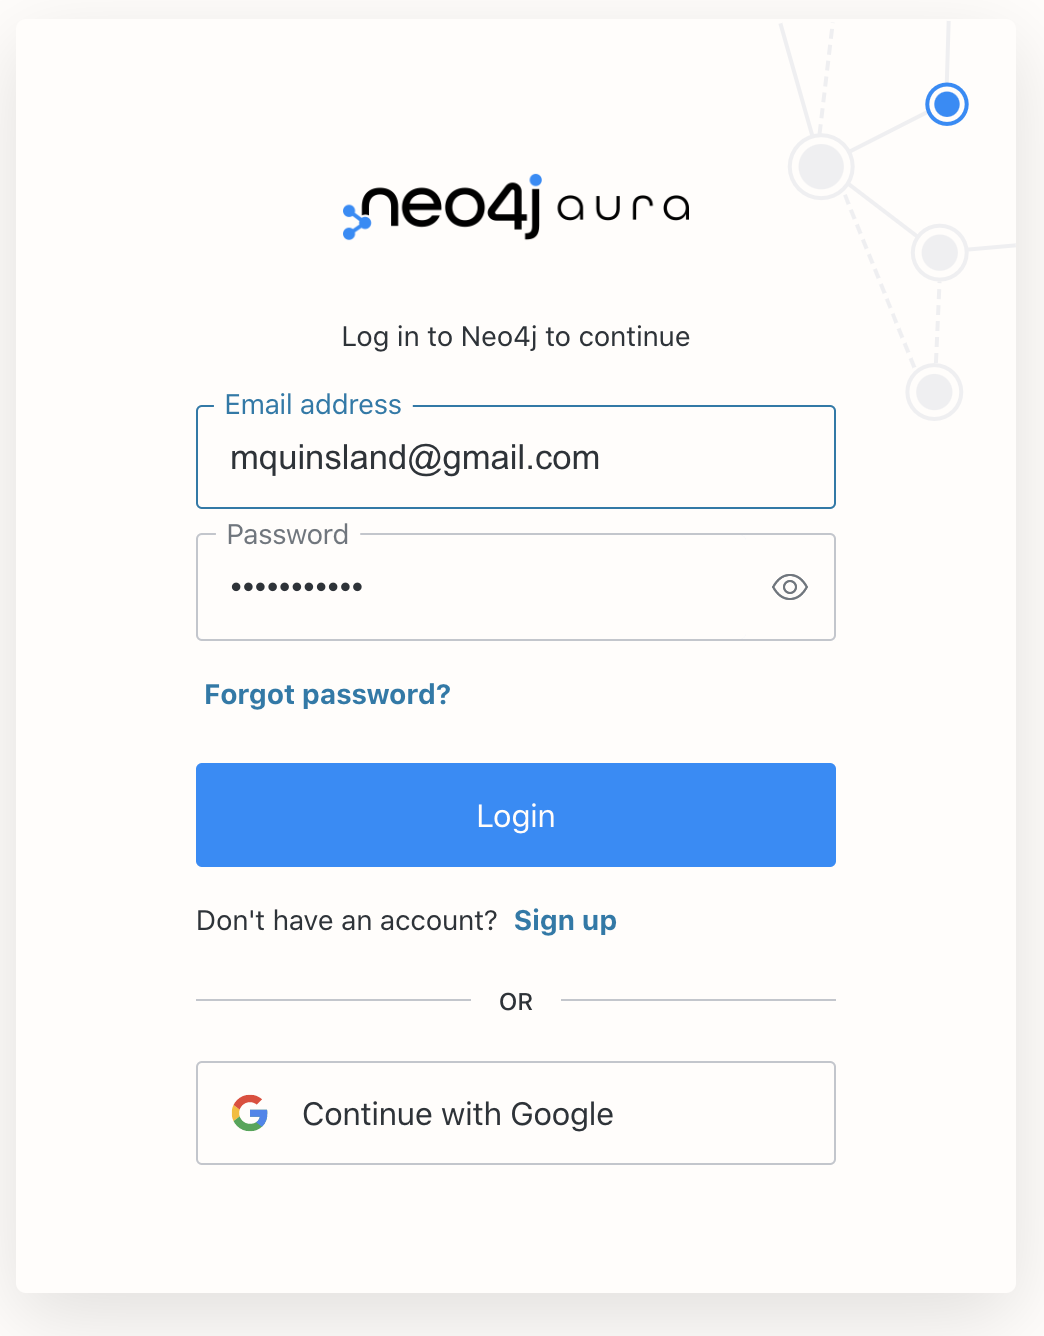 neo4j aura
Log in to Neo4j to continue
Email address
mquinsland@gmail.com
Password
•••••••••••
Forgot password?
Login
Don't have an account? Sign up
OR
Continue with Google